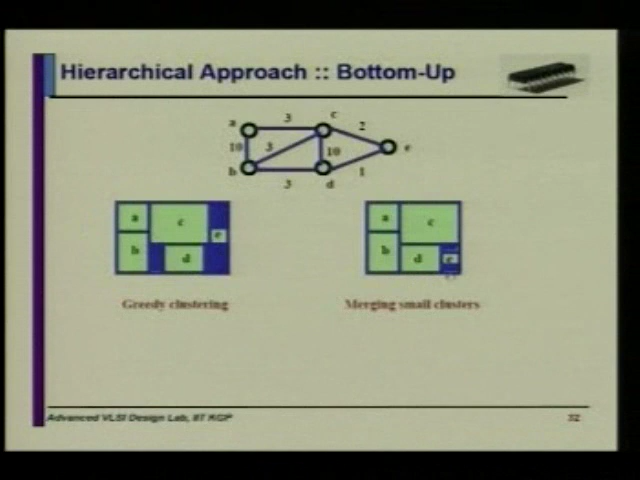 Hierarchical Approach :: Bottom-Up
a 3 c
2
10 3 10 e
b 3 d 1
a c
e
b d
a c
b d e
Greedy clustering Merging small clusters
Advanced VLSI Design Lab, IIT KGP 32